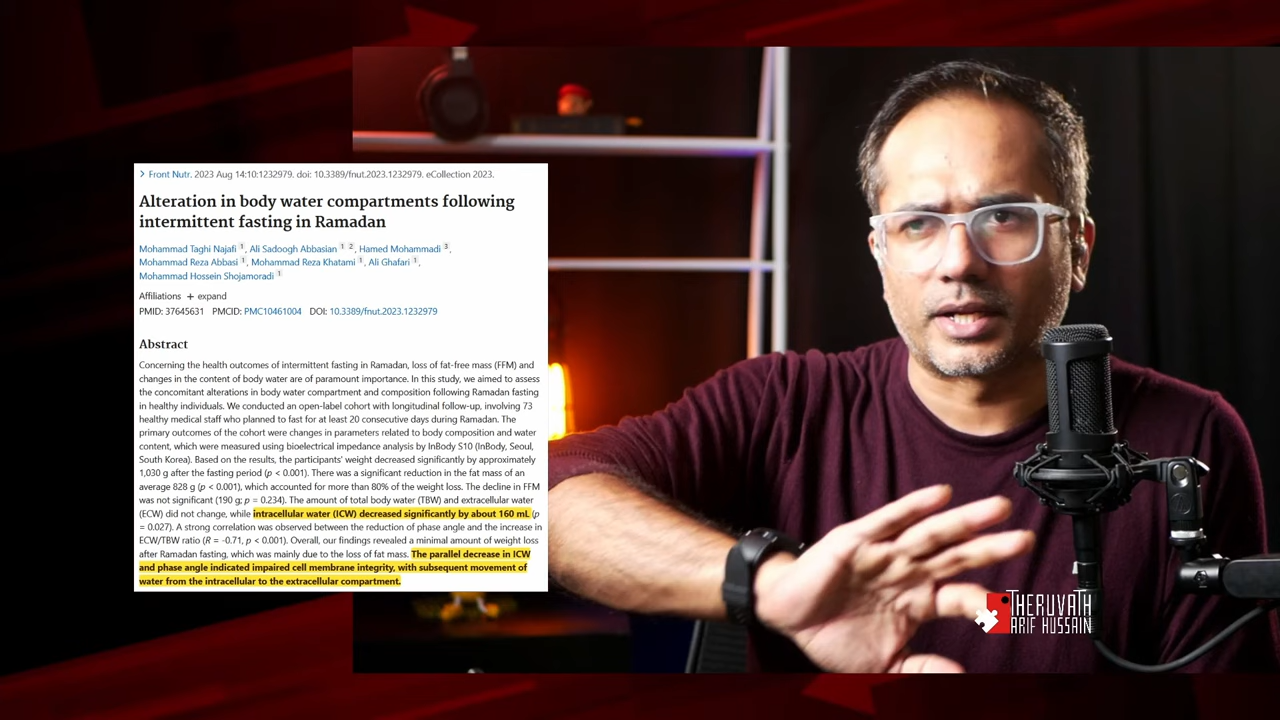 Front Nutr. 2023 Aug 14:10:1232979. doi: 10.3389/fnut.2023.1232979. eCollection 2023.
Alteration in body water compartments following
intermittent fasting in Ramadan
Mohammad Taghi Najafi 1, Ali Sadoogh Abbasian 1 2, Hamed Mohammadi 3,
Mohammad Reza Abbasi 1, Mohammad Reza Khatami 1, Ali Ghafari 1,
Mohammad Hossein Shojamoradi 1
Affiliations + expand
PMID: 37645631 PMCID: PMC10461004 DOI: 10.3389/fnut.2023.1232979
Abstract
Concerning the health outcomes of intermittent fasting in Ramadan, loss of fat-free mass (FFM) and
changes in the content of body water are of paramount importance. In this study, we aimed to assess
the concomitant alterations in body water compartment and composition following Ramadan fasting
in healthy individuals. We conducted an open-label cohort with longitudinal follow-up, involving 73
healthy medical staff who planned to fast for at least 20 consecutive days during Ramadan. The
primary outcomes of the cohort were changes in parameters related to body composition and water
content, which were measured using bioelectrical impedance analysis by InBody S10 (InBody, Seoul,
South Korea). Based on the results, the participants' weight decreased significantly by approximately
1,030 g after the fasting period (p < 0.001). There was a significant reduction in the fat mass of an
average 828 g (p < 0.001), which accounted for more than 80% of the weight loss. The decline in FFM
was not significant (190 g; p = 0.234). The amount of total body water (TBW) and extracellular water
(ECW) did not change, while intracellular water (ICW) decreased significantly by about 160 mL (p
= 0.027). A strong correlation was observed between the reduction of phase angle and the increase in
ECW/TBW ratio (R = -0.71, p < 0.001). Overall, our findings revealed a minimal amount of weight loss
after Ramadan fasting, which was mainly due to the loss of fat mass. The parallel decrease in ICW
and phase angle indicated impaired cell membrane integrity, with subsequent movement of
water from the intracellular to the extracellular compartment.
THERUVATH
ARIF HUSSAIN